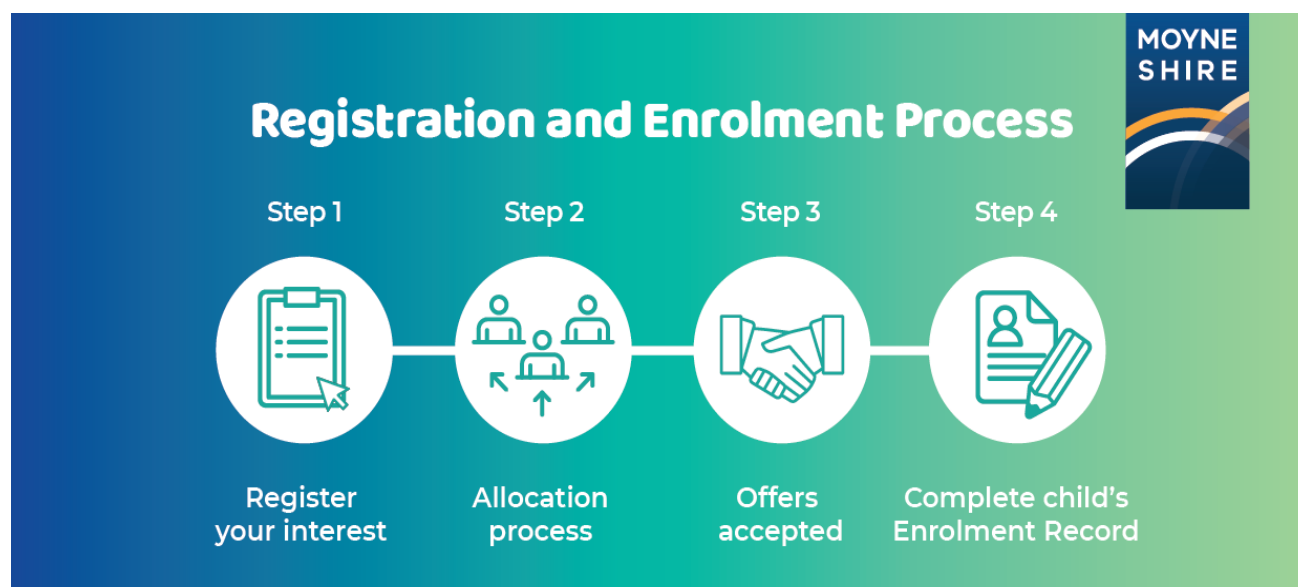 MOYNE
SHIRE
Registration and Enrolment Process
Step 1
Step 2
Step 3
Step 4
Register
your interest
Allocation
process
Offers
accepted
Complete child's
Enrolment Record